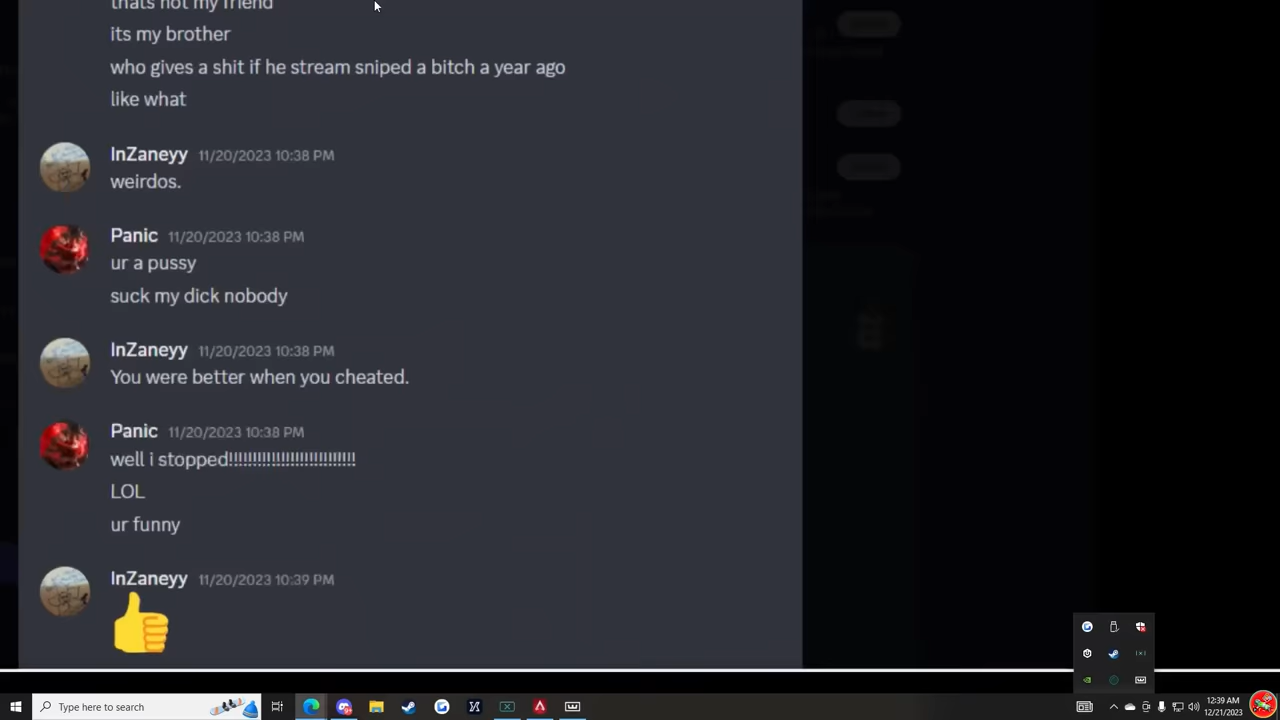 thats not my friend
its my brother
who gives a shit if he stream sniped a bitch a year ago
like what
InZaneyy 11/20/2023 10:38 PM
weirdos.
Panic 11/20/2023 10:38 PM
ur a pussy
suck my dick nobody
InZaneyy 11/20/2023 10:38 PM
You were better when you cheated.
Panic 11/20/2023 10:38 PM
well i stopped!!!!!!!!!!!!!!!!!!!!!!!!!!
LOL
ur funny
InZaneyy 11/20/2023 10:39 PM
Type here to search
12:39 AM
12/21/2023